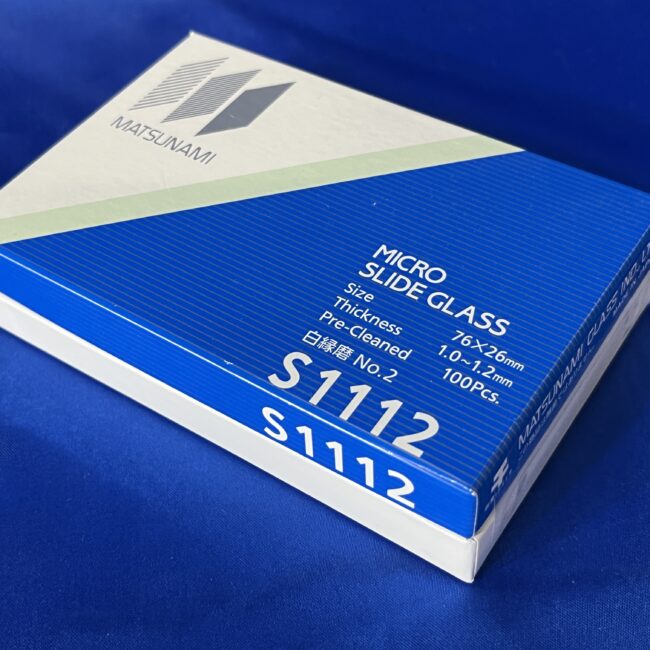 MATSUNAMI
MICRO
SLIDE GLASS
Size 76×26mm
Thickness 1.0~1.2mm
Pre-Cleaned 100Pcs.
白縁磨 No.2
S1112
S1112
MATSUNAMI GLASS IND.,